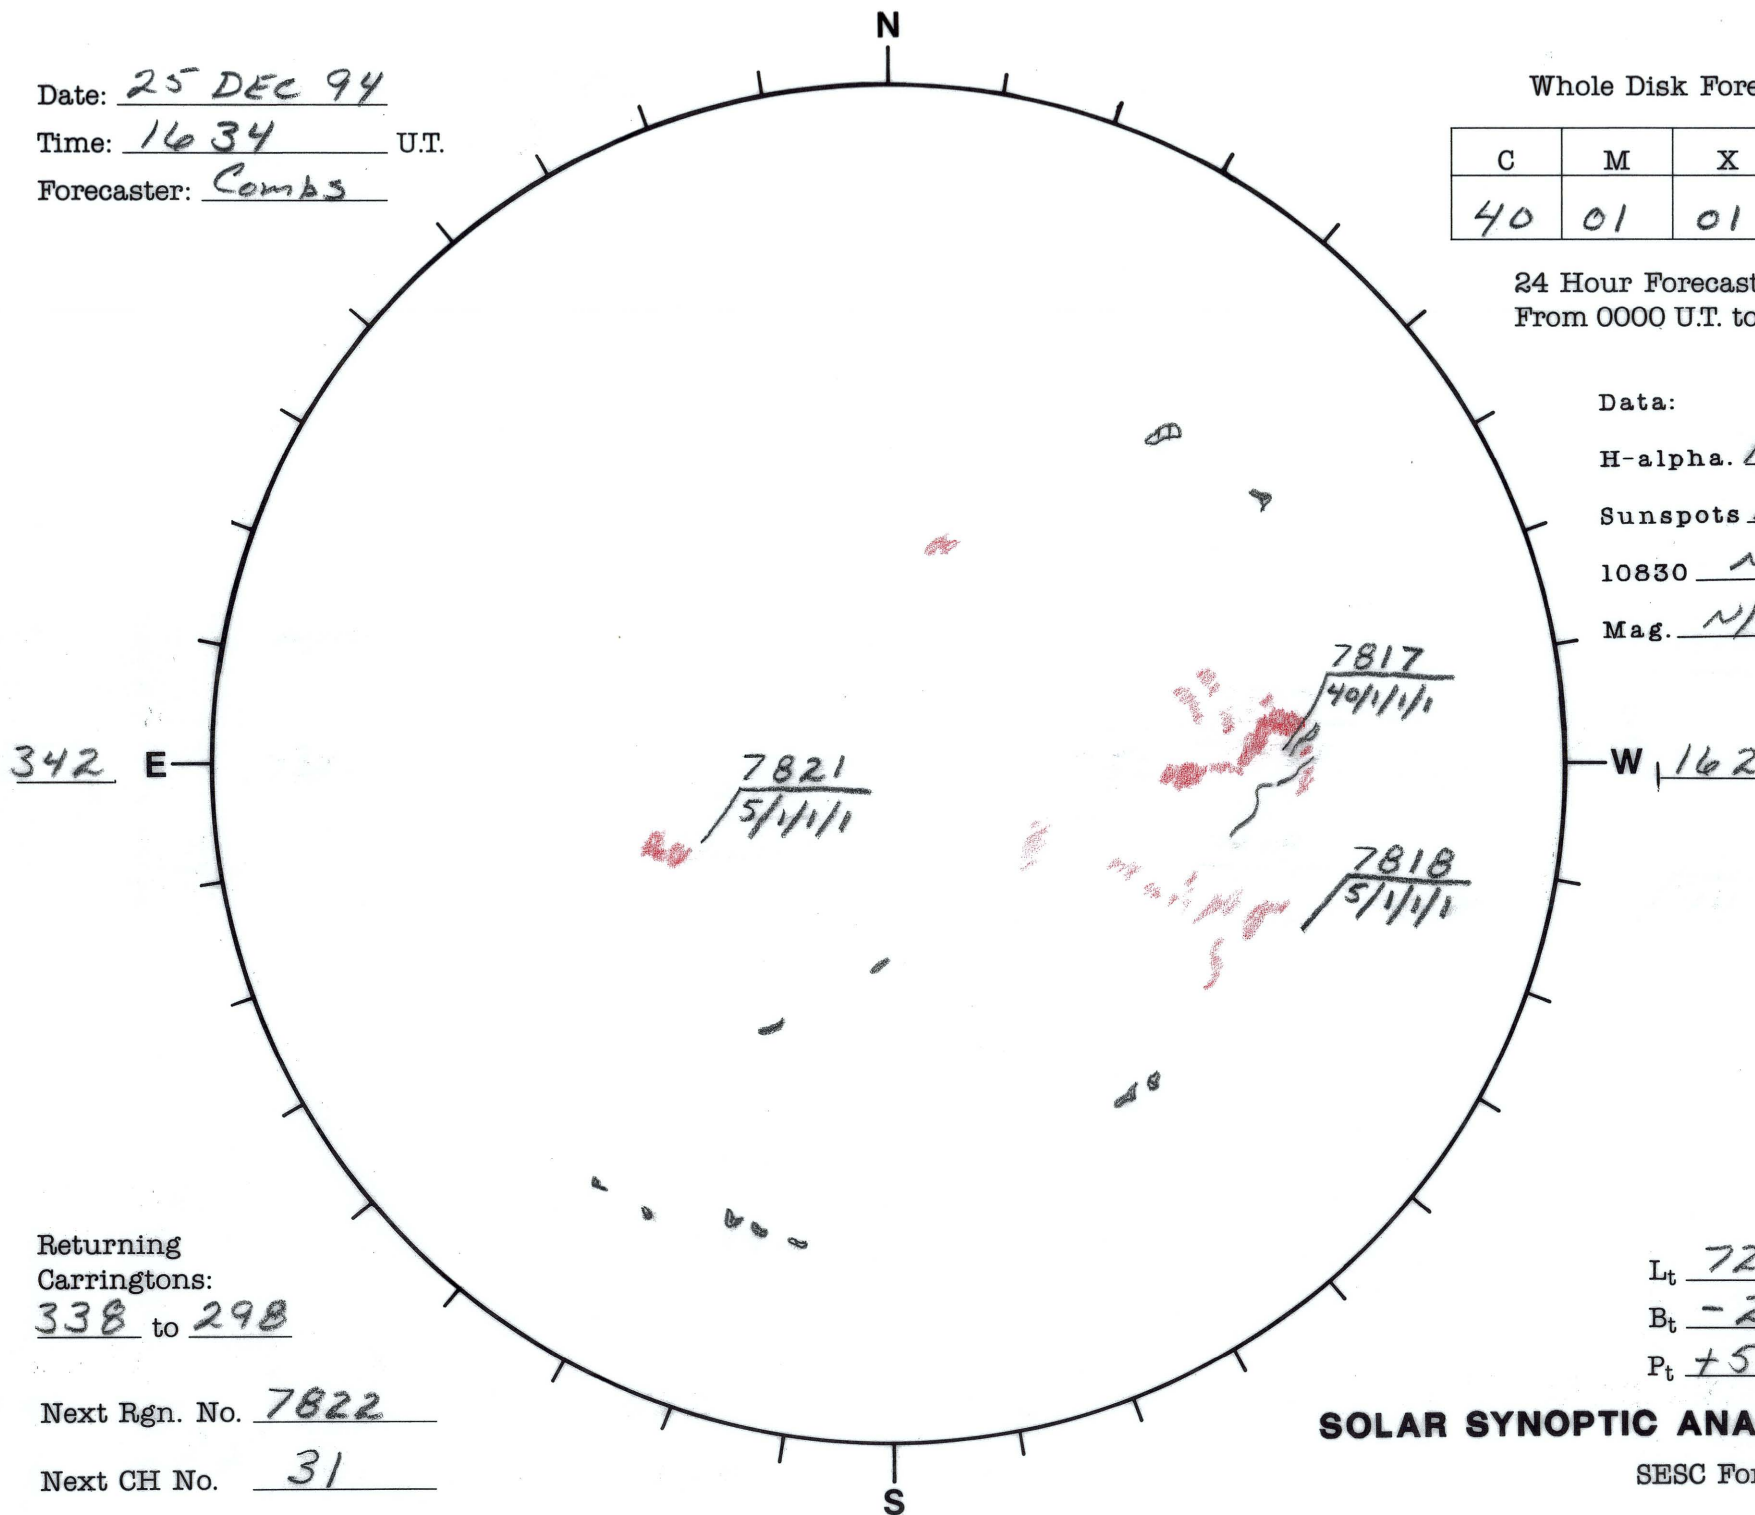 N
Date: 25 DEC 94
Time: 1634 U.T.
Forecaster: Combs
Whole Disk Fore
C M X
40 01 01
24 Hour Forecast
From 0000 U.T. to
Data:
H-alpha.
Sunspots
10830 N
Mag. N/
7817
40/1/1/1
342 E
W 162
7821
5/1/1/1
7818
5/1/1/1
Returning
Carringtons:
338 to 298
Lt 72
Bt -2
Pt +5
Next Rgn. No. 7822
SOLAR SYNOPTIC ANA
Next CH No. 31
SESC For
S